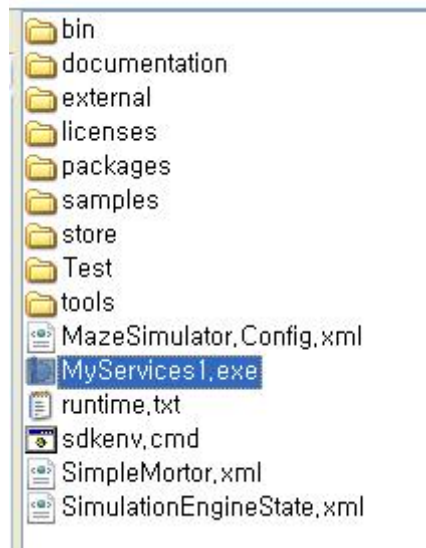 bin
documentation
external
licenses
packages
samples
store
Test
tools
MazeSimulator.Config.xml
MyServices1.exe
runtime.txt
sdkenv.cmd
SimpleMortor.xml
SimulationEngineState.xml